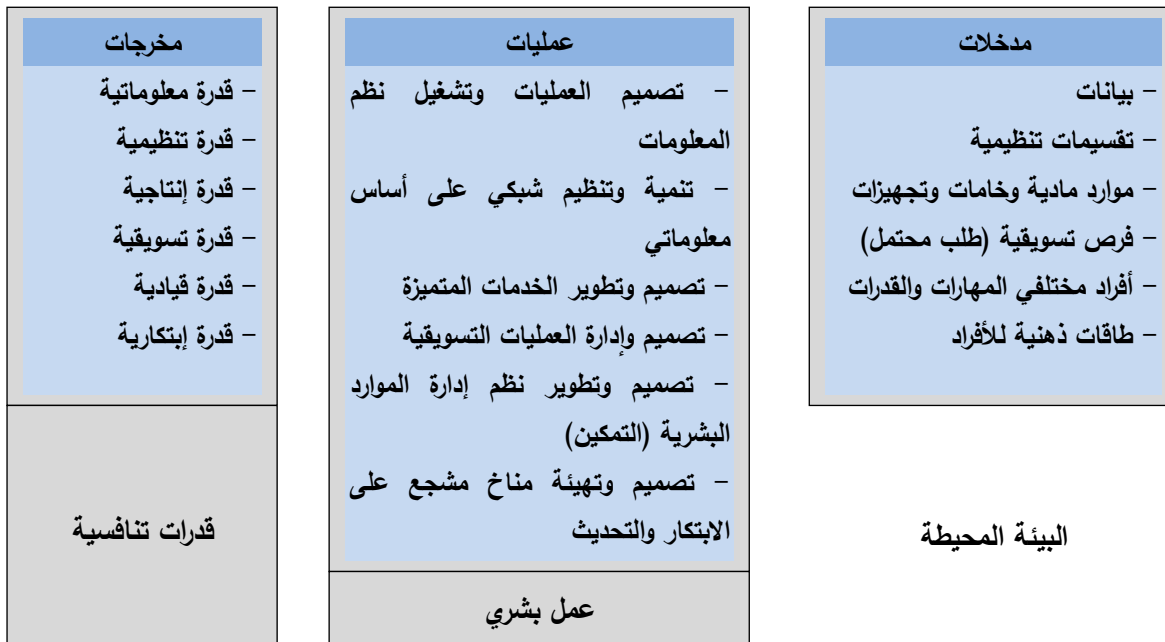 مدخلات
- بيانات
- تقسيمات تنظيمية
- موارد مادية وخامات وتجهيزات
- فرص تسويقية (طلب محتمل)
- أفراد مختلفي المهارات والقدرات
- طاقات ذهنية للأفراد
البيئة المحيطة
عمليات
- تصميم العمليات وتشغيل نظم
المعلومات
- تنمية وتنظيم شبكي على أساس
معلوماتي
- تصميم وتطوير الخدمات المتميزة
- تصميم وإدارة العمليات التسويقية
- تصميم وتطوير نظم إدارة الموارد
البشرية (التمكين)
- تصميم وتهيئة مناخ مشجع على
الابتكار والتحديث
عمل بشري
مخرجات
- قدرة معلوماتية
- قدرة تنظيمية
- قدرة إنتاجية
- قدرة تسويقية
- قدرة قيادية
- قدرة إبتكارية
قدرات تنافسية